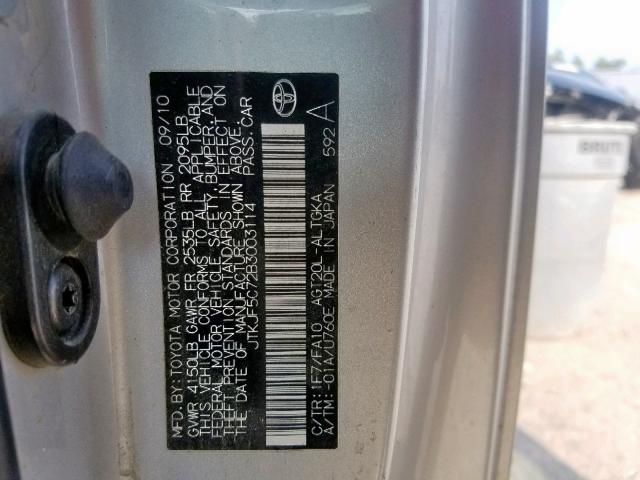 MFD. BY: TOYOTA MOTOR CORPORATION 09/10
GVWR 4150LB GAWR FR 2535LB RR 2095LB
THIS VEHICLE CONFORMS TO ALL APPLICABLE
FEDERAL MOTOR VEHICLE SAFETY, BUMPER, AND
THEFT PREVENTION STANDARDS IN EFFECT ON
THE DATE OF MANUFACTURE SHOWN ABOVE.
JTKJF5C72B3003114 PASS. CAR
C/TR: 1F7/FA10 AGT20L-ALTGKA
A/TM: -01A/U760E MADE IN JAPAN 592 A
BRUTE